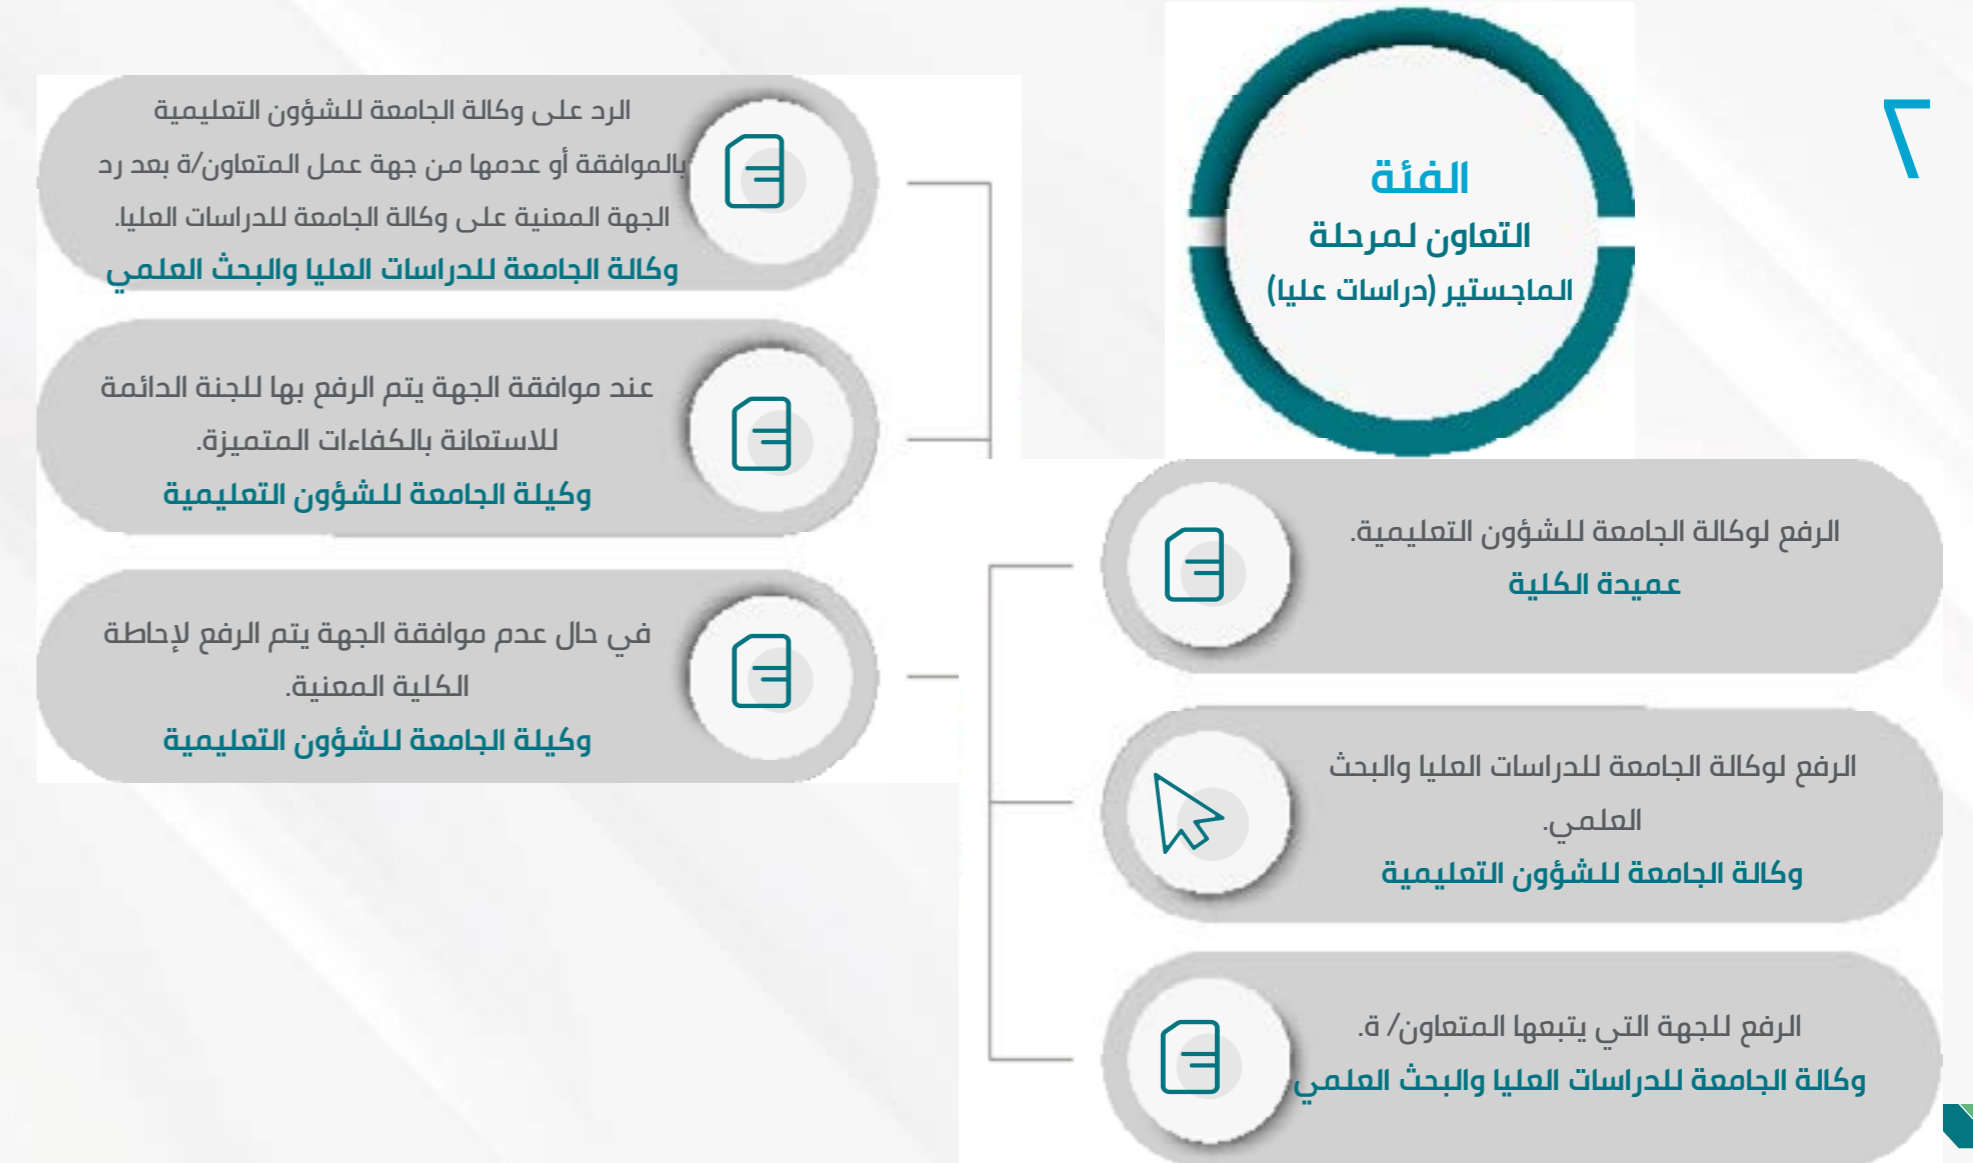 ٦
الفئة
التعاون لمرحلة
الماجستير (دراسات عليا)
الرفع لوكالة الجامعة للشؤون التعليمية.
عميدة الكلية
الرفع لوكالة الجامعة للدراسات العليا والبحث
العلمي.
وكالة الجامعة للشؤون التعليمية
الرفع للجهة التي يتبعها المتعاون/ ة.
وكالة الجامعة للدراسات العليا والبحث العلمي
الرد على وكالة الجامعة للشؤون التعليمية
بالموافقة أو عدمها من جهة عمل المتعاون/ة بعد رد
الجهة المعنية على وكالة الجامعة للدراسات العليا.
وكالة الجامعة للدراسات العليا والبحث العلمي
عند موافقة الجهة يتم الرفع بها للجنة الدائمة
للاستعانة بالكفاءات المتميزة.
وكيلة الجامعة للشؤون التعليمية
في حال عدم موافقة الجهة يتم الرفع لإحاطة
الكلية المعنية.
وكيلة الجامعة للشؤون التعليمية